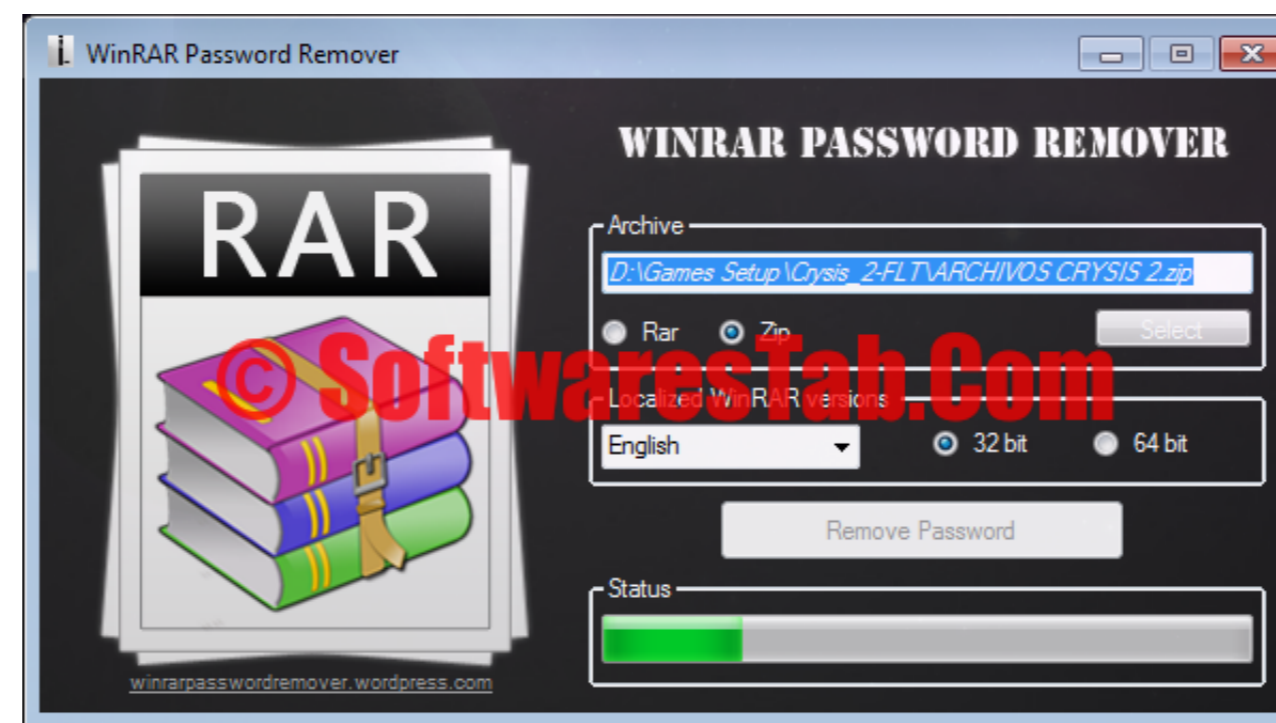 WinRAR Password Remover
WINRAR PASSWORD REMOVER
RAR
Archive
D:\Games Setup\Crysis_2-FLT\ARCHIVOS CRYSIS 2.zip
Rar
Zip
Select
© SoftwaresTab.Com
Localized WinRAR versions
English
32 bit
64 bit
Remove Password
Status
winrarpasswordremover.wordpress.com